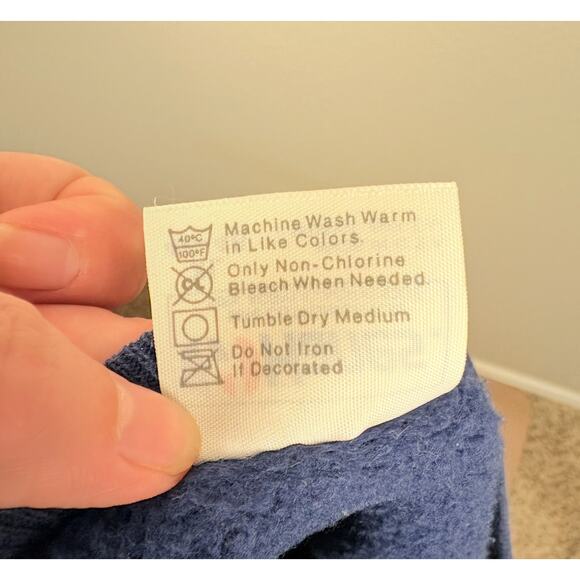 40°C
100°F
Machine Wash Warm
in Like Colors.
Only Non-Chlorine
Bleach When Needed.
Tumble Dry Medium
Do Not Iron
If Decorated